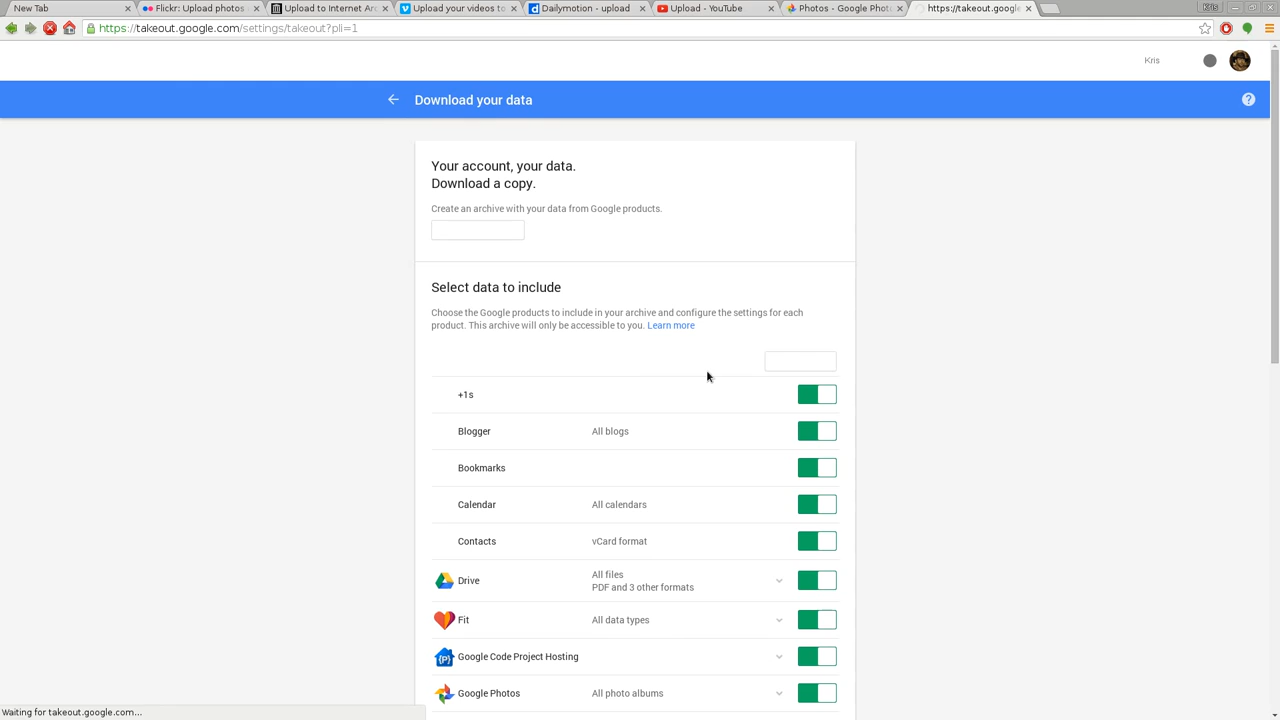 New Tab
Flickr: Upload photos
Upload to Internet Arc
Upload your videos to
Dailymotion - upload
Upload - YouTube
Photos - Google Phot
https://takeout.google
Kris
https://takeout.google.com/settings/takeout?pli=1
Kris
Download your data
Your account, your data.
Download a copy.
Create an archive with your data from Google products.
Select data to include
Choose the Google products to include in your archive and configure the settings for each
product. This archive will only be accessible to you. Learn more
+1s
Blogger All blogs
Bookmarks
Calendar All calendars
Contacts vCard format
Drive All files
PDF and 3 other formats
Fit All data types
Google Code Project Hosting
Google Photos All photo albums
Waiting for takeout.google.com...